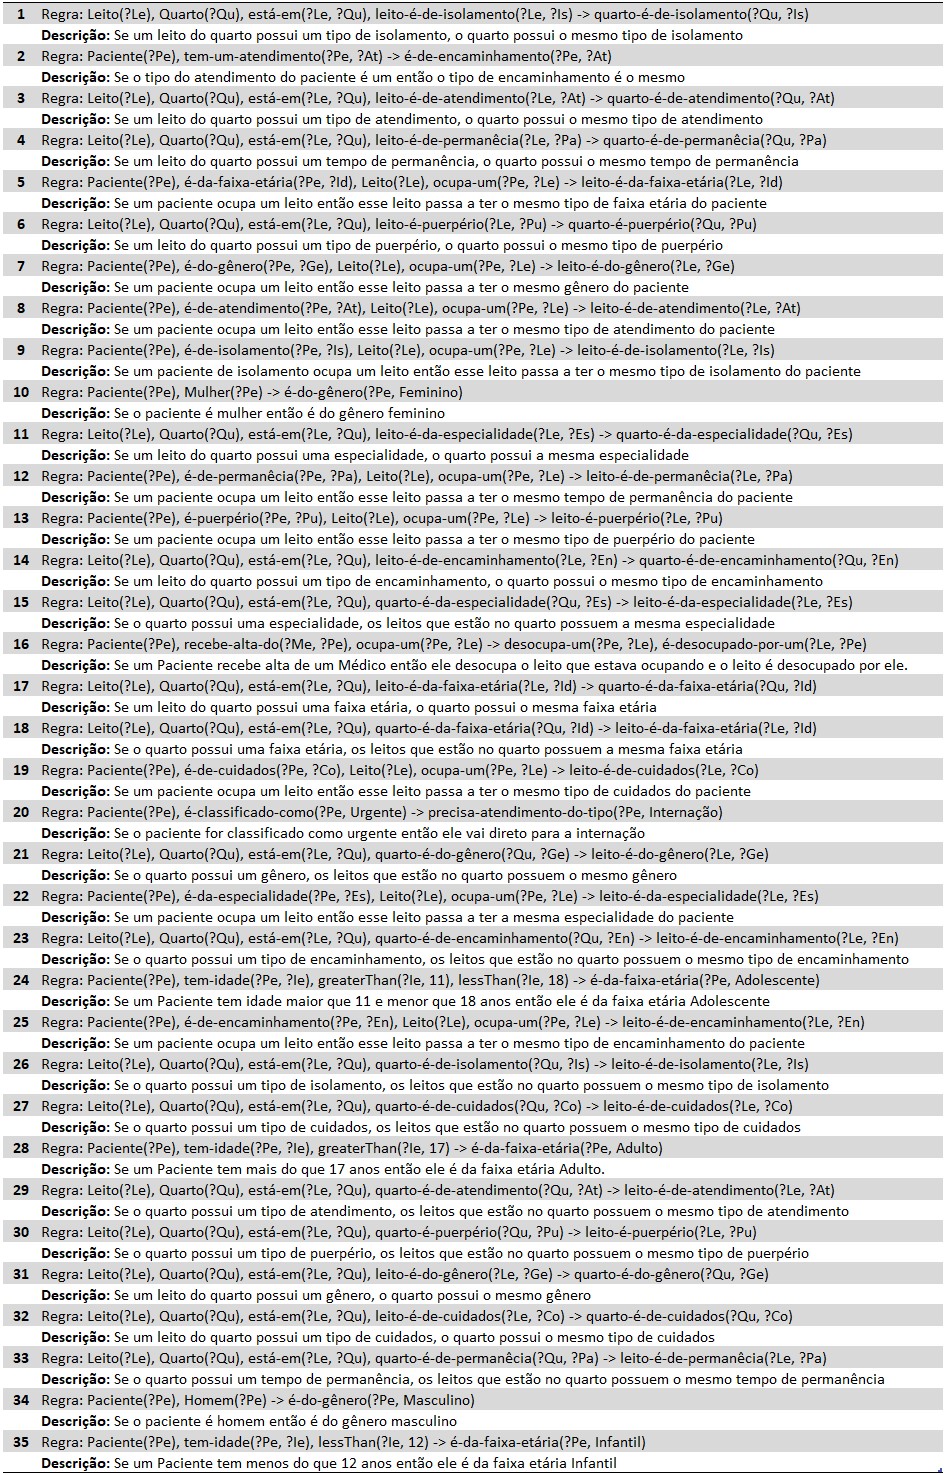 1 Regra: Leito(?Le), Quarto(?Qu), está-em(?Le, ?Qu), leito-é-de-isolamento(?Le, ?Is) -> quarto-é-de-isolamento(?Qu, ?Is)
Descrição: Se um leito do quarto possui um tipo de isolamento, o quarto possui o mesmo tipo de isolamento
2 Regra: Paciente(?Pe), tem-um-atendimento(?Pe, ?At) -> é-de-encaminhamento(?Pe, ?At)
Descrição: Se o tipo do atendimento do paciente é um então o tipo de encaminhamento é o mesmo
3 Regra: Leito(?Le), Quarto(?Qu), está-em(?Le, ?Qu), leito-é-de-atendimento(?Le, ?At) -> quarto-é-de-atendimento(?Qu, ?At)
Descrição: Se um leito do quarto possui um tipo de atendimento, o quarto possui o mesmo tipo de atendimento
4 Regra: Leito(?Le), Quarto(?Qu), está-em(?Le, ?Qu), leito-é-de-permanêcia(?Le, ?Pa) -> quarto-é-de-permanêcia(?Qu, ?Pa)
Descrição: Se um leito do quarto possui um tempo de permanência, o quarto possui o mesmo tempo de permanência
5 Regra: Paciente(?Pe), é-da-faixa-etária(?Pe, ?Id), Leito(?Le), ocupa-um(?Pe, ?Le) -> leito-é-da-faixa-etária(?Le, ?Id)
Descrição: Se um paciente ocupa um leito então esse leito passa a ter o mesmo tipo de faixa etária do paciente
6 Regra: Leito(?Le), Quarto(?Qu), está-em(?Le, ?Qu), leito-é-puerpério(?Le, ?Pu) -> quarto-é-puerpério(?Qu, ?Pu)
Descrição: Se um leito do quarto possui um tipo de puerpério, o quarto possui o mesmo tipo de puerpério
7 Regra: Paciente(?Pe), é-do-gênero(?Pe, ?Ge), Leito(?Le), ocupa-um(?Pe, ?Le) -> leito-é-do-gênero(?Le, ?Ge)
Descrição: Se um paciente ocupa um leito então esse leito passa a ter o mesmo gênero do paciente
8 Regra: Paciente(?Pe), é-de-atendimento(?Pe, ?At), Leito(?Le), ocupa-um(?Pe, ?Le) -> leito-é-de-atendimento(?Le, ?At)
Descrição: Se um paciente ocupa um leito então esse leito passa a ter o mesmo tipo de atendimento do paciente
9 Regra: Paciente(?Pe), é-de-isolamento(?Pe, ?Is), Leito(?Le), ocupa-um(?Pe, ?Le) -> leito-é-de-isolamento(?Le, ?Is)
Descrição: Se um paciente de isolamento ocupa um leito então esse leito passa a ter o mesmo tipo de isolamento do paciente
10 Regra: Paciente(?Pe), Mulher(?Pe) -> é-do-gênero(?Pe, Feminino)
Descrição: Se o paciente é mulher então é do gênero feminino
11 Regra: Leito(?Le), Quarto(?Qu), está-em(?Le, ?Qu), leito-é-da-especialidade(?Le, ?Es) -> quarto-é-da-especialidade(?Qu, ?Es)
Descrição: Se um leito do quarto possui uma especialidade, o quarto possui a mesma especialidade
12 Regra: Paciente(?Pe), é-de-permanêcia(?Pe, ?Pa), Leito(?Le), ocupa-um(?Pe, ?Le) -> leito-é-de-permanêcia(?Le, ?Pa)
Descrição: Se um paciente ocupa um leito então esse leito passa a ter o mesmo tempo de permanência do paciente
13 Regra: Paciente(?Pe), é-puerpério(?Pe, ?Pu), Leito(?Le), ocupa-um(?Pe, ?Le) -> leito-é-puerpério(?Le, ?Pu)
Descrição: Se um paciente ocupa um leito então esse leito passa a ter o mesmo tipo de puerpério do paciente
14 Regra: Leito(?Le), Quarto(?Qu), está-em(?Le, ?Qu), leito-é-de-encaminhamento(?Le, ?En) -> quarto-é-de-encaminhamento(?Qu, ?En)
Descrição: Se um leito do quarto possui um tipo de encaminhamento, o quarto possui o mesmo tipo de encaminhamento
15 Regra: Leito(?Le), Quarto(?Qu), está-em(?Le, ?Qu), quarto-é-da-especialidade(?Qu, ?Es) -> leito-é-da-especialidade(?Le, ?Es)
Descrição: Se o quarto possui uma especialidade, os leitos que estão no quarto possuem a mesma especialidade
16 Regra: Paciente(?Pe), recebe-alta-do(?Me, ?Pe), ocupa-um(?Pe, ?Le) -> desocupa-um(?Pe, ?Le), é-desocupado-por-um(?Le, ?Pe)
Descrição: Se um Paciente recebe alta de um Médico então ele desocupa o leito que estava ocupando e o leito é desocupado por ele.
17 Regra: Leito(?Le), Quarto(?Qu), está-em(?Le, ?Qu), leito-é-da-faixa-etária(?Le, ?Id) -> quarto-é-da-faixa-etária(?Qu, ?Id)
Descrição: Se um leito do quarto possui uma faixa etária, o quarto possui o mesma faixa etária
18 Regra: Leito(?Le), Quarto(?Qu), está-em(?Le, ?Qu), quarto-é-da-faixa-etária(?Qu, ?Id) -> leito-é-da-faixa-etária(?Le, ?Id)
Descrição: Se o quarto possui uma faixa etária, os leitos que estão no quarto possuem a mesma faixa etária
19 Regra: Paciente(?Pe), é-de-cuidados(?Pe, ?Co), Leito(?Le), ocupa-um(?Pe, ?Le) -> leito-é-de-cuidados(?Le, ?Co)
Descrição: Se um paciente ocupa um leito então esse leito passa a ter o mesmo tipo de cuidados do paciente
20 Regra: Paciente(?Pe), é-classificado-como(?Pe, Urgente) -> precisa-atendimento-do-tipo(?Pe, Internação)
Descrição: Se o paciente for classificado como urgente então ele vai direto para a internação
21 Regra: Leito(?Le), Quarto(?Qu), está-em(?Le, ?Qu), quarto-é-do-gênero(?Qu, ?Ge) -> leito-é-do-gênero(?Le, ?Ge)
Descrição: Se o quarto possui um gênero, os leitos que estão no quarto possuem o mesmo gênero
22 Regra: Paciente(?Pe), é-da-especialidade(?Pe, ?Es), Leito(?Le), ocupa-um(?Pe, ?Le) -> leito-é-da-especialidade(?Le, ?Es)
Descrição: Se um paciente ocupa um leito então esse leito passa a ter a mesma especialidade do paciente
23 Regra: Leito(?Le), Quarto(?Qu), está-em(?Le, ?Qu), quarto-é-de-encaminhamento(?Qu, ?En) -> leito-é-de-encaminhamento(?Le, ?En)
Descrição: Se o quarto possui um tipo de encaminhamento, os leitos que estão no quarto possuem o mesmo tipo de encaminhamento
24 Regra: Paciente(?Pe), tem-idade(?Pe, ?Ie), greaterThan(?Ie, 11), lessThan(?Ie, 18) -> é-da-faixa-etária(?Pe, Adolescente)
Descrição: Se um Paciente tem idade maior que 11 e menor que 18 anos então ele é da faixa etária Adolescente
25 Regra: Paciente(?Pe), é-de-encaminhamento(?Pe, ?En), Leito(?Le), ocupa-um(?Pe, ?Le) -> leito-é-de-encaminhamento(?Le, ?En)
Descrição: Se um paciente ocupa um leito então esse leito passa a ter o mesmo tipo de encaminhamento do paciente
26 Regra: Leito(?Le), Quarto(?Qu), está-em(?Le, ?Qu), quarto-é-de-isolamento(?Qu, ?Is) -> leito-é-de-isolamento(?Le, ?Is)
Descrição: Se o quarto possui um tipo de isolamento, os leitos que estão no quarto possuem o mesmo tipo de isolamento
27 Regra: Leito(?Le), Quarto(?Qu), está-em(?Le, ?Qu), quarto-é-de-cuidados(?Qu, ?Co) -> leito-é-de-cuidados(?Le, ?Co)
Descrição: Se o quarto possui um tipo de cuidados, os leitos que estão no quarto possuem o mesmo tipo de cuidados
28 Regra: Paciente(?Pe), tem-idade(?Pe, ?Ie), greaterThan(?Ie, 17) -> é-da-faixa-etária(?Pe, Adulto)
Descrição: Se um Paciente tem mais do que 17 anos então ele é da faixa etária Adulto.
29 Regra: Leito(?Le), Quarto(?Qu), está-em(?Le, ?Qu), quarto-é-de-atendimento(?Qu, ?At) -> leito-é-de-atendimento(?Le, ?At)
Descrição: Se o quarto possui um tipo de atendimento, os leitos que estão no quarto possuem o mesmo tipo de atendimento
30 Regra: Leito(?Le), Quarto(?Qu), está-em(?Le, ?Qu), quarto-é-puerpério(?Qu, ?Pu) -> leito-é-puerpério(?Le, ?Pu)
Descrição: Se o quarto possui um tipo de puerpério, os leitos que estão no quarto possuem o mesmo tipo de puerpério
31 Regra: Leito(?Le), Quarto(?Qu), está-em(?Le, ?Qu), leito-é-do-gênero(?Le, ?Ge) -> quarto-é-do-gênero(?Qu, ?Ge)
Descrição: Se um leito do quarto possui um gênero, o quarto possui o mesmo gênero
32 Regra: Leito(?Le), Quarto(?Qu), está-em(?Le, ?Qu), leito-é-de-cuidados(?Le, ?Co) -> quarto-é-de-cuidados(?Qu, ?Co)
Descrição: Se um leito do quarto possui um tipo de cuidados, o quarto possui o mesmo tipo de cuidados
33 Regra: Leito(?Le), Quarto(?Qu), está-em(?Le, ?Qu), quarto-é-de-permanêcia(?Qu, ?Pa) -> leito-é-de-permanêcia(?Le, ?Pa)
Descrição: Se o quarto possui um tempo de permanência, os leitos que estão no quarto possuem o mesmo tempo de permanência
34 Regra: Paciente(?Pe), Homem(?Pe) -> é-do-gênero(?Pe, Masculino)
Descrição: Se o paciente é homem então é do gênero masculino
35 Regra: Paciente(?Pe), tem-idade(?Pe, ?Ie), lessThan(?Ie, 12) -> é-da-faixa-etária(?Pe, Infantil)
Descrição: Se um Paciente tem menos do que 12 anos então ele é da faixa etária Infantil